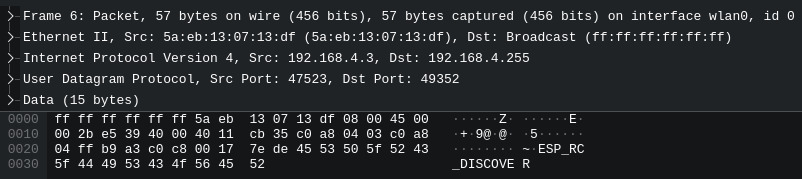 Frame 6: Packet, 57 bytes on wire (456 bits), 57 bytes captured (456 bits) on interface wlan0, id 0
Ethernet II, Src: 5a:eb:13:07:13:df (5a:eb:13:07:13:df), Dst: Broadcast (ff:ff:ff:ff:ff:ff)
Internet Protocol Version 4, Src: 192.168.4.3, Dst: 192.168.4.255
User Datagram Protocol, Src Port: 47523, Dst Port: 49352
Data (15 bytes)
0000 ff ff ff ff ff ff 5a eb 13 07 13 df 08 00 45 00 ······Z· ······E·
0010 00 2b e5 39 40 00 40 11 cb 35 c0 a8 04 03 c0 a8 ·+·9@·@· ·5······
0020 04 ff b9 a3 c0 c8 00 17 7e de 45 53 50 5f 52 43 ········ ~·ESP_RC
0030 5f 44 49 53 43 4f 56 45 52 _DISCOVE R